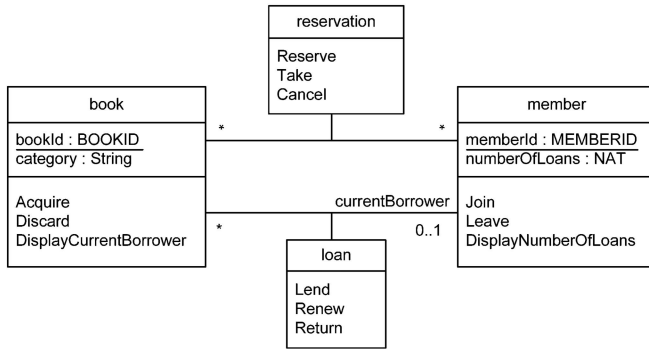 reservation
Reserve
Take
Cancel
book
bookId : BOOKID
category : String
Acquire
Discard
DisplayCurrentBorrower
*
*
member
memberId : MEMBERID
numberOfLoans : NAT
Join
Leave
DisplayNumberOfLoans
currentBorrower
*
0..1
loan
Lend
Renew
Return